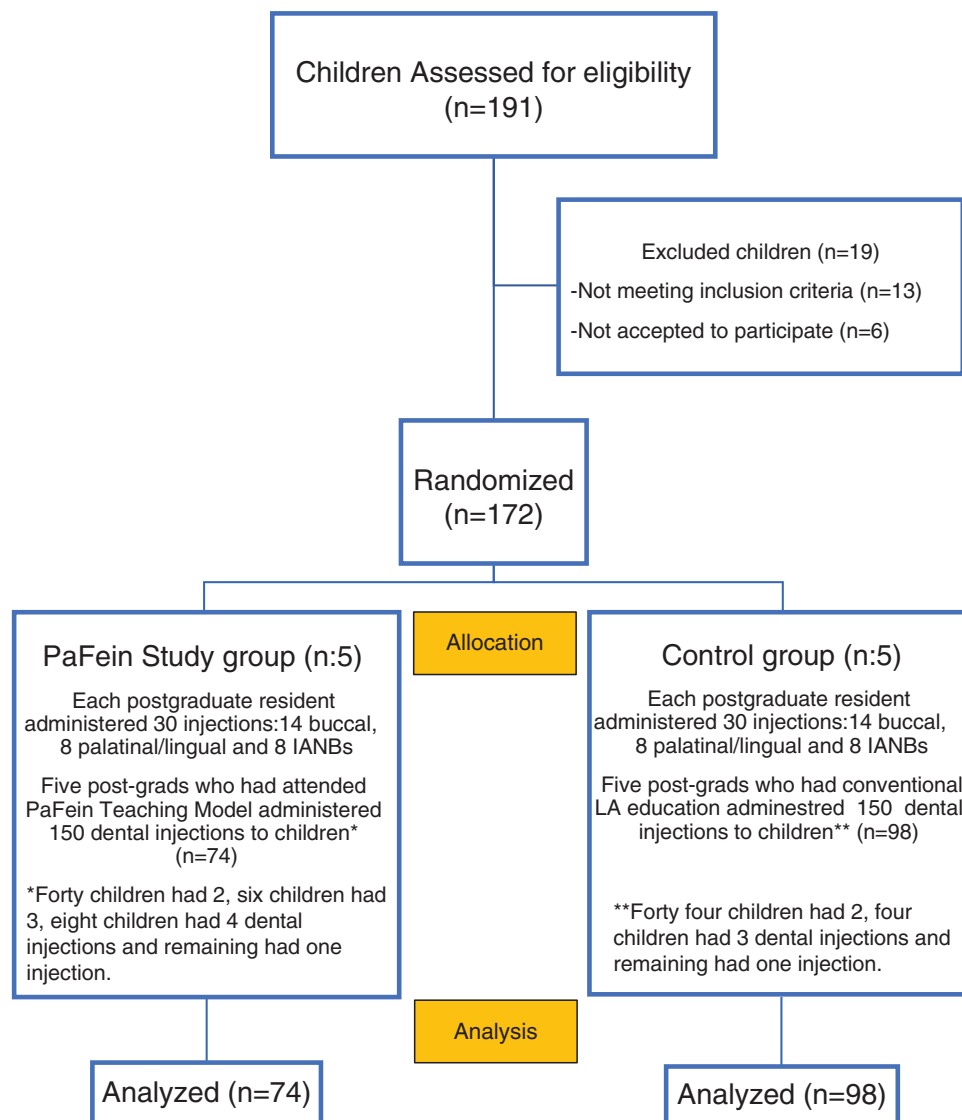 Children Assessed for eligibility
(n=191)
Excluded children (n=19)
-Not meeting inclusion criteria (n=13)
-Not accepted to participate (n=6)
Randomized
(n=172)
Allocation
PaFein Study group (n:5)
Each postgraduate resident
administered 30 injections:14 buccal,
8 palatinal/lingual and 8 IANBs
Five post-grads who had attended
PaFein Teaching Model administered
150 dental injections to children*
(n=74)
*Forty children had 2, six children had
3, eight children had 4 dental
injections and remaining had one
injection.
Control group (n:5)
Each postgraduate resident
administered 30 injections:14 buccal,
8 palatinal/lingual and 8 IANBs
Five post-grads who had conventional
LA education adminestred 150 dental
injections to children** (n=98)
**Forty four children had 2, four
children had 3 dental injections and
remaining had one injection.
Analysis
Analyzed (n=74)
Analyzed (n=98)